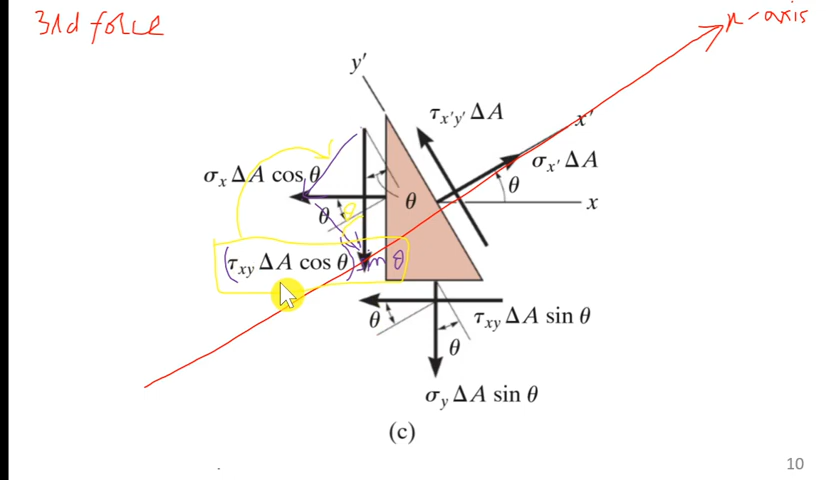 3rd force
x-axis
y'
τx'y' ΔA
x'
σx ΔA cos θ
σx' ΔA
θ
θ
θ
θ
x
(τxy ΔA cos θ) sin θ
θ
τxy ΔA sin θ
θ
σy ΔA sin θ
(c)
10